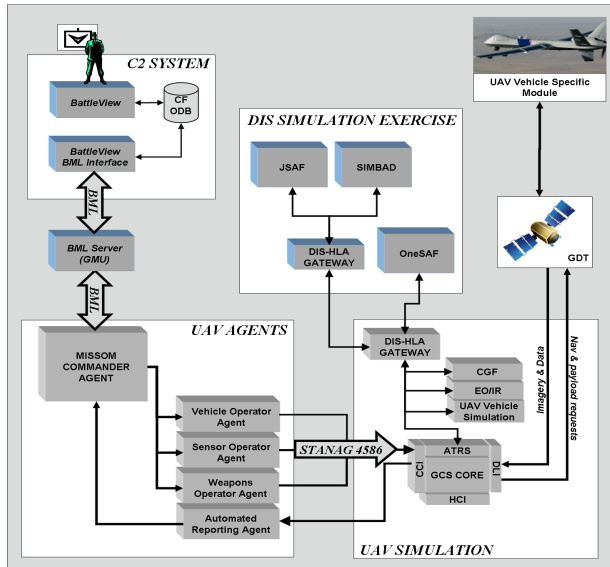 C2 SYSTEM
BattleView
CF
ODB
BattleView
BML Interface
BML
BML Server
(GMU)
BML
UAV AGENTS
MISSOM
COMMANDER
AGENT
Vehicle Operator
Agent
Sensor Operator
Agent
Weapons
Operator Agent
Automated
Reporting Agent
STANAG 4586
DIS SIMULATION EXERCISE
JSAF
SIMBAD
DIS-HLA
GATEWAY
OneSAF
DIS-HLA
GATEWAY
CGF
EO/IR
UAV Vehicle
Simulation
ATRS
CCI
GCS CORE
DLI
HCI
UAV SIMULATION
UAV Vehicle Specific
Module
GDT
Imagery & Data
Nav & payload requests